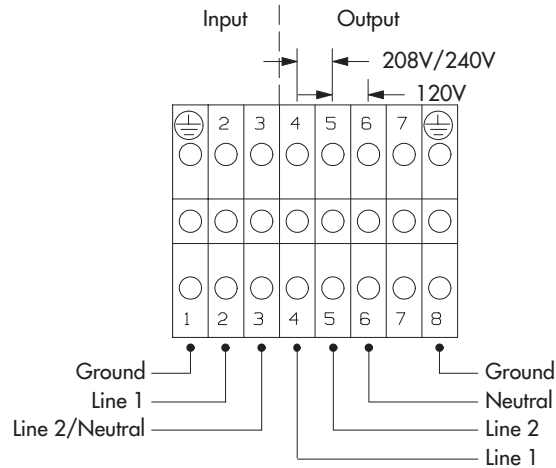 Input Output
208V/240V
120V
2 3 4 5 6 7
1 2 3 4 5 6 7 8
Ground Ground
Line 1 Neutral
Line 2/Neutral Line 2
Line 1